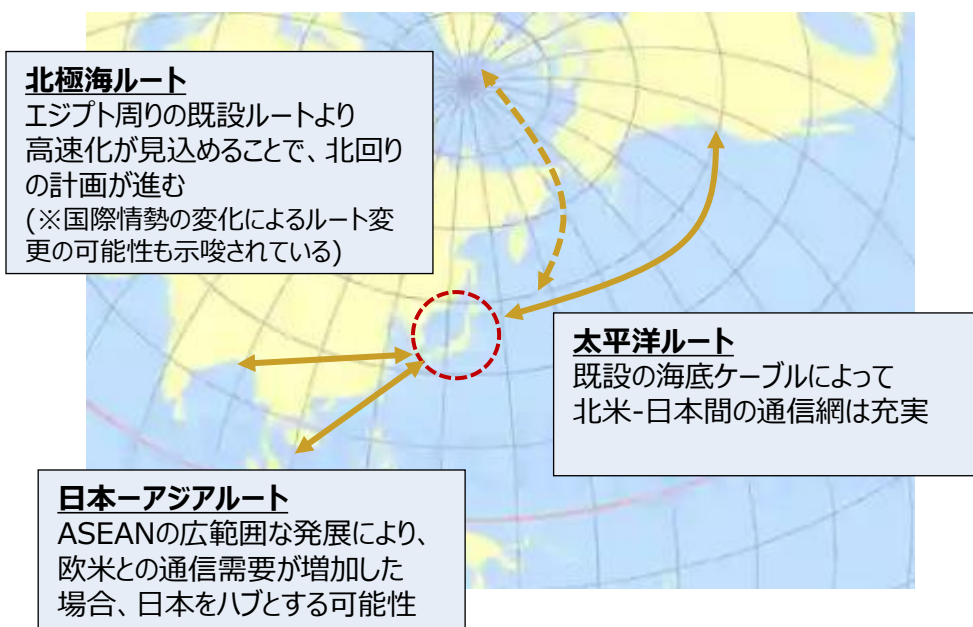 北極海ルート
エジプト周りの既設ルートより
高速化が見込めることで、北回り
の計画が進む
(※国際情勢の変化によるルート変
更の可能性も示唆されている)
太平洋ルート
既設の海底ケーブルによって
北米-日本間の通信網は充実
日本ーアジアルート
ASEANの広範囲な発展により、
欧米との通信需要が増加した
場合、日本をハブとする可能性